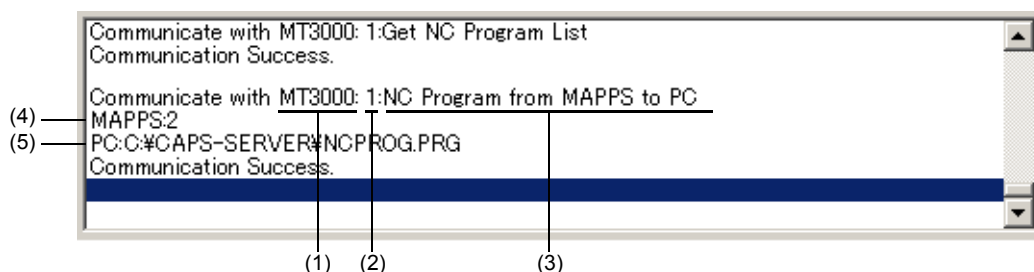 Communicate with MT3000: 1:Get NC Program List
Communication Success.
Communicate with MT3000: 1:NC Program from MAPPS to PC
(4) MAPPS:2
(5) PC:C:¥CAPS-SERVER¥NCPROG.PRG
Communication Success.
(1) (2) (3)